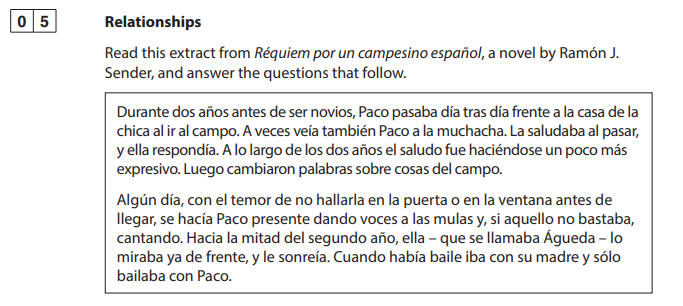 0 5 Relationships
Read this extract from Réquiem por un campesino español, a novel by Ramón J.
Sender, and answer the questions that follow.
Durante dos años antes de ser novios, Paco pasaba día tras día frente a la casa de la
chica al ir al campo. A veces veía también Paco a la muchacha. La saludaba al pasar,
y ella respondía. A lo largo de los dos años el saludo fue haciéndose un poco más
expresivo. Luego cambiaron palabras sobre cosas del campo.
Algún día, con el temor de no hallarla en la puerta o en la ventana antes de
llegar, se hacía Paco presente dando voces a las mulas y, si aquello no bastaba,
cantando. Hacia la mitad del segundo año, ella – que se llamaba Águeda – lo
miraba ya de frente, y le sonreía. Cuando había baile iba con su madre y sólo
bailaba con Paco.